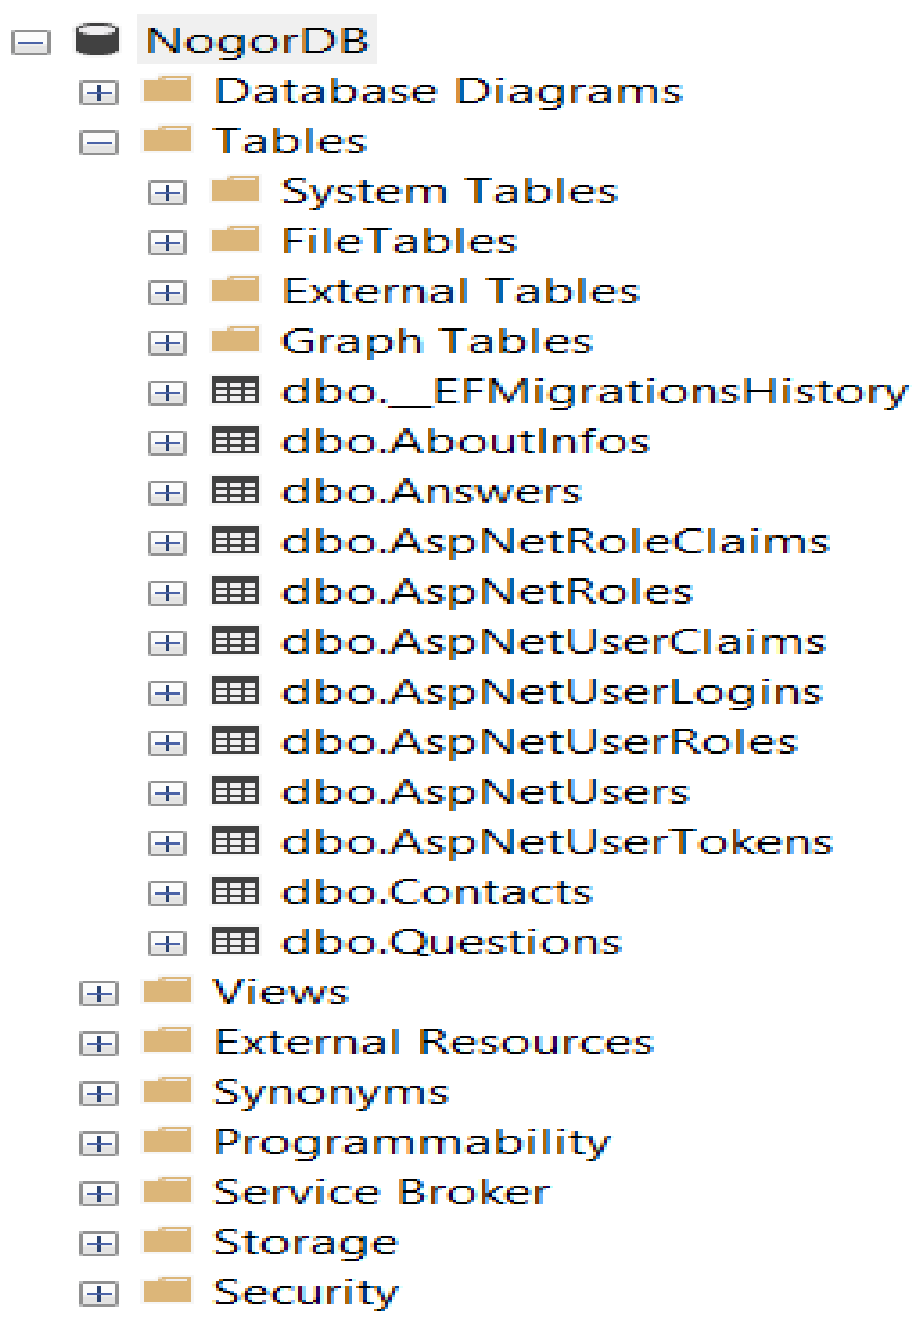 NogorDB
Database Diagrams
Tables
System Tables
FileTables
External Tables
Graph Tables
dbo.__EFMigrationsHistory
dbo.AboutInfos
dbo.Answers
dbo.AspNetRoleClaims
dbo.AspNetRoles
dbo.AspNetUserClaims
dbo.AspNetUserLogins
dbo.AspNetUserRoles
dbo.AspNetUsers
dbo.AspNetUserTokens
dbo.Contacts
dbo.Questions
Views
External Resources
Synonyms
Programmability
Service Broker
Storage
Security